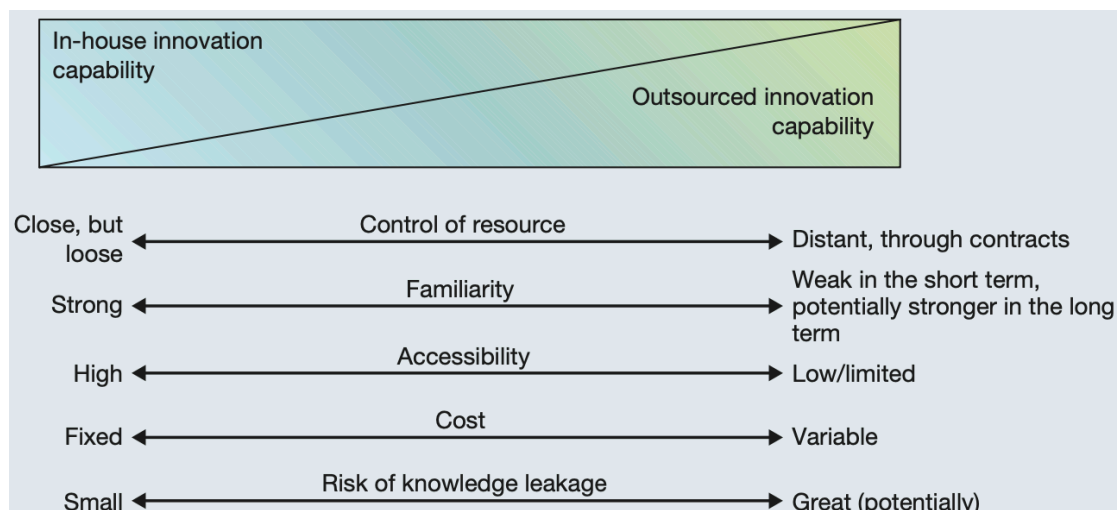 In-house innovation
capability
Outsourced innovation
capability
Close, but
loose
Control of resource
Distant, through contracts
Strong
Familiarity
Weak in the short term,
potentially stronger in the long
term
High
Accessibility
Low/limited
Fixed
Cost
Variable
Small
Risk of knowledge leakage
Great (potentially)